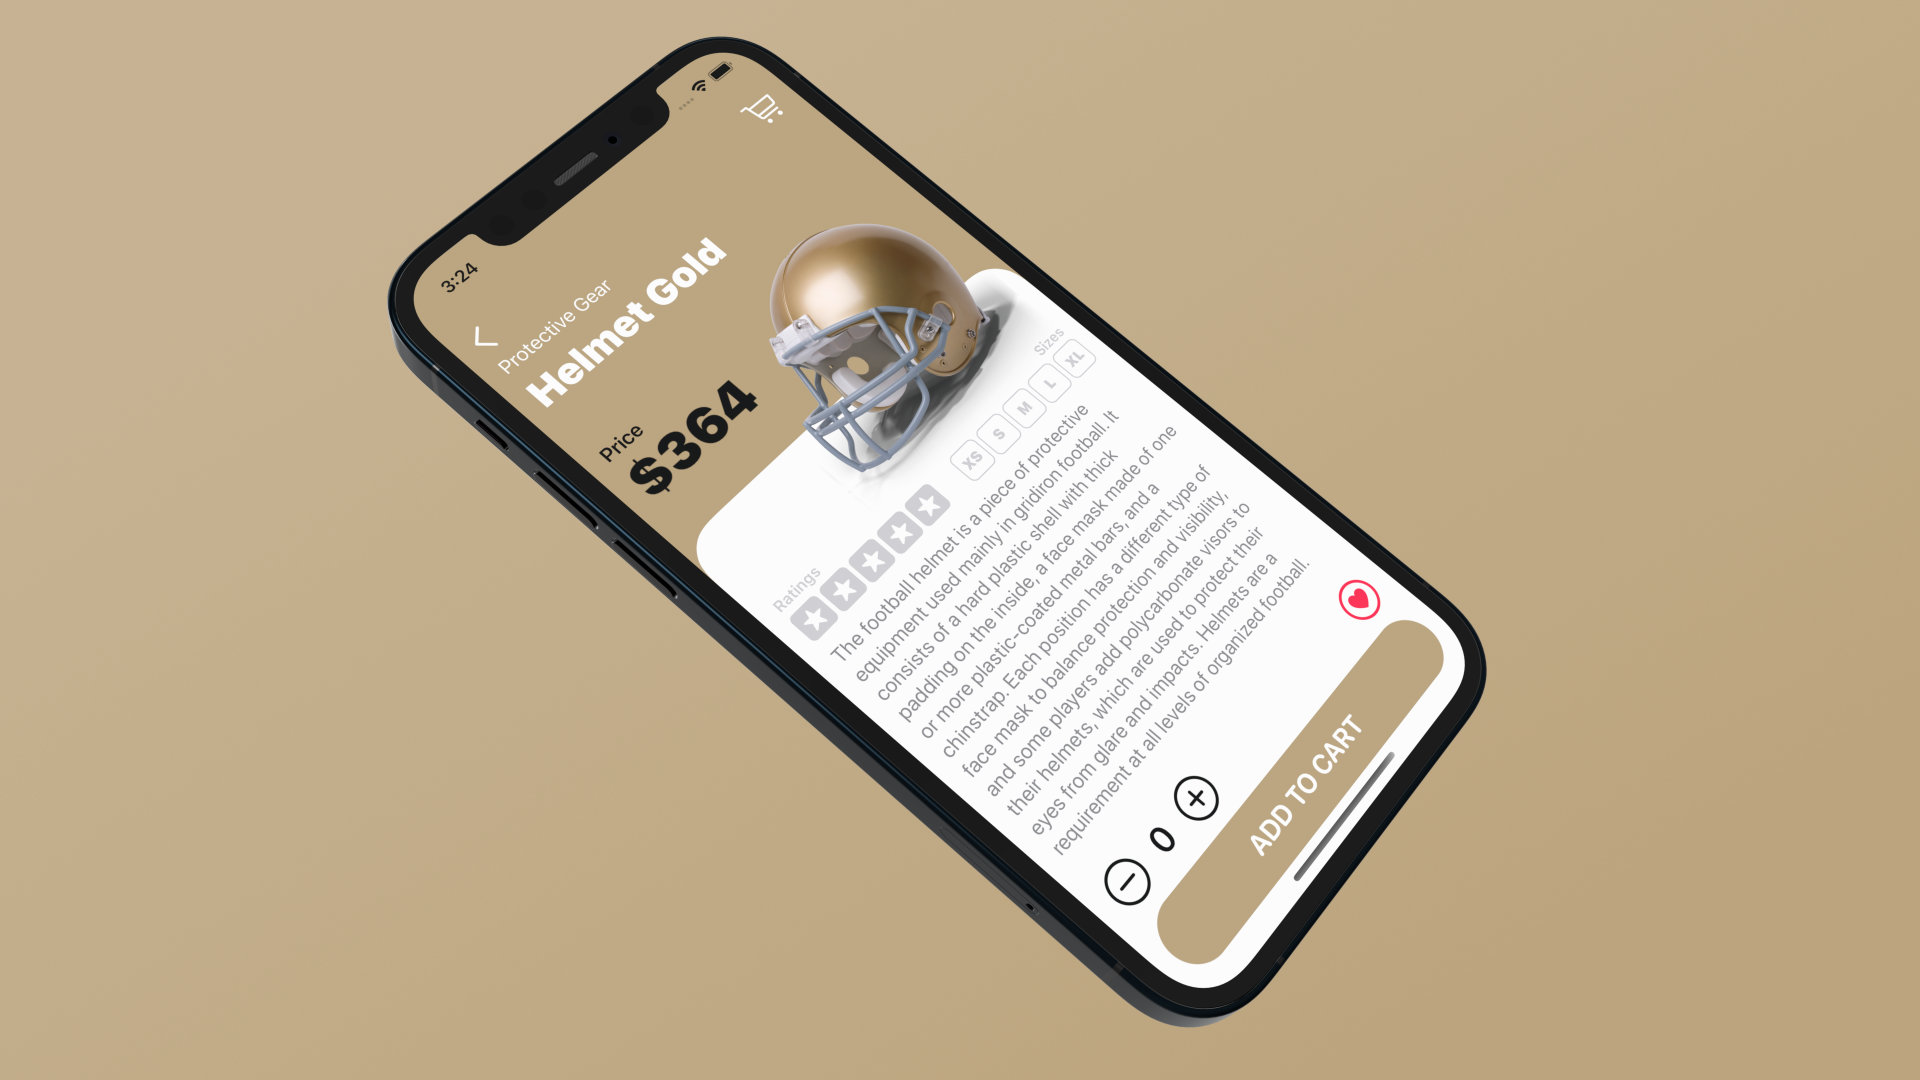 3:24
Protective Gear
Helmet Gold
Price
$364
Ratings
Sizes
XS S M L XL
The football helmet is a piece of protective
equipment used mainly in gridiron football. It
consists of a hard plastic shell with thick
padding on the inside, a face mask made of one
or more plastic-coated metal bars, and a
chinstrap. Each position has a different type of
face mask to balance protection and visibility,
and some players add polycarbonate visors to
their helmets, which are used to protect their
eyes from glare and impacts. Helmets are a
requirement at all levels of organized football.
0
ADD TO CART